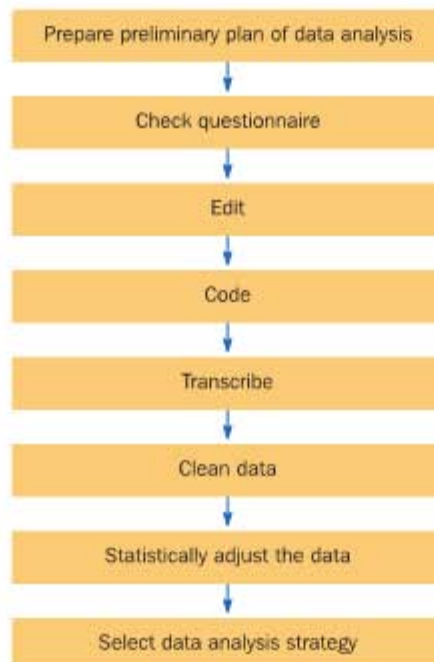 Prepare preliminary plan of data analysis
Check questionnaire
Edit
Code
Transcribe
Clean data
Statistically adjust the data
Select data analysis strategy